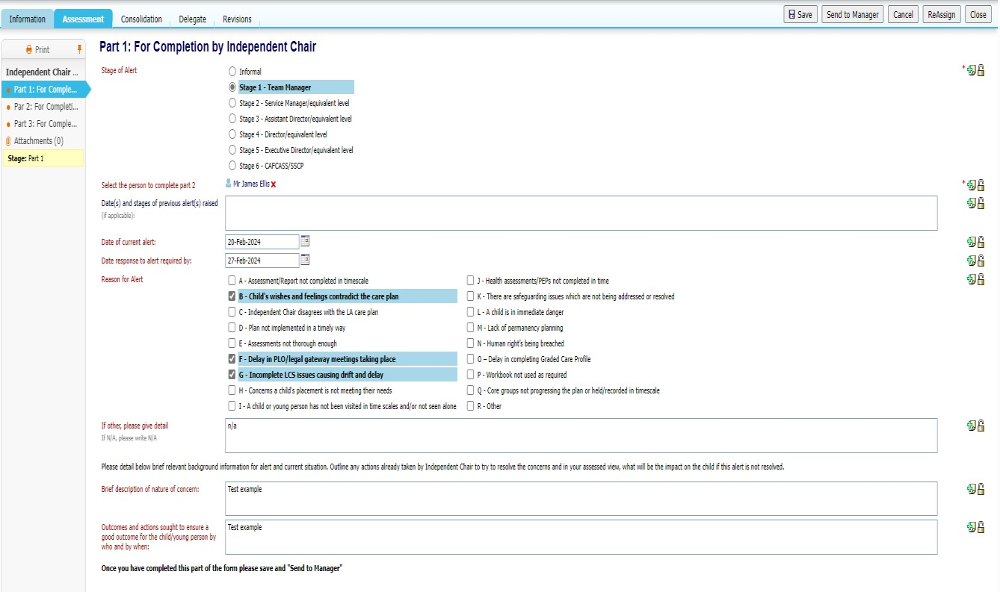 Information Assessment Consolidation Delegate Revisions Save Send to Manager Cancel ReAssign Close
Print
Independent Chair ...
Part 1: For Comple...
Par 2: For Completi...
Part 3: For Comple...
Attachments (0)
Stage: Part 1
Part 1: For Completion by Independent Chair
Stage of Alert
Informal
Stage 1 - Team Manager
Stage 2 - Service Manager/equivalent level
Stage 3 - Assistant Director/equivalent level
Stage 4 - Director/equivalent level
Stage 5 - Executive Director/equivalent level
Stage 6 - CAFCASS/SSCP
*
Select the person to complete part 2 Mr James Ellis x *
Date(s) and stages of previous alert(s) raised
(if applicable):
Date of current alert: 20-Feb-2024
Date response to alert required by: 27-Feb-2024
Reason for Alert
A - Assessment/Report not completed in timescale
B - Child's wishes and feelings contradict the care plan
C - Independent Chair disagrees with the LA care plan
D - Plan not implemented in a timely way
E - Assessments not thorough enough
F - Delay in PLO/legal gateway meetings taking place
G - Incomplete LCS issues causing drift and delay
H - Concerns a child's placement is not meeting their needs
I - A child or young person has not been visited in time scales and/or not seen alone
J - Health assessments/PEPs not completed in time
K - There are safeguarding issues which are not being addressed or resolved
L - A child is in immediate danger
M - Lack of permanency planning
N - Human right's being breached
O – Delay in completing Graded Care Profile
P - Workbook not used as required
Q - Core groups not progressing the plan or held/recorded in timescale
R - Other
If other, please give detail
If N/A, please write N/A
n/a
Please detail below brief relevant background information for alert and current situation. Outline any actions already taken by Independent Chair to try to resolve the concerns and in your assessed view, what will be the impact on the child if this alert is not resolved.
Brief description of nature of concern:
Test example
Outcomes and actions sought to ensure a
good outcome for the child/young person by
who and by when:
Test example
Once you have completed this part of the form please save and "Send to Manager"